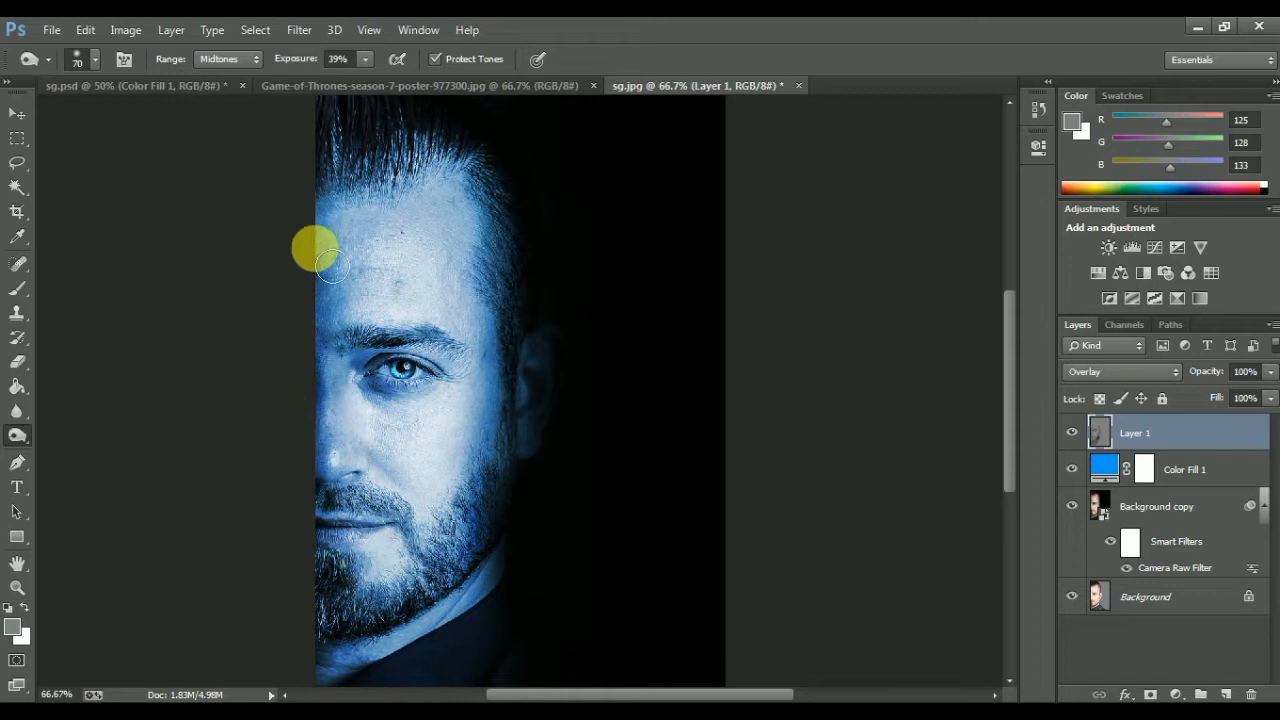 Ps File Edit Image Layer Type Select Filter 3D View Window Help
70 Range: Midtones Exposure: 39% Protect Tones Essentials
sg.psd @ 50% (Color Fill 1, RGB/8#) * Game-of-Thrones-season-7-poster-977300.jpg @ 66.7% (RGB/8#) sg.jpg @ 66.7% (Layer 1, RGB/8#) *
Color Swatches
R 125
G 128
B 133
Adjustments Styles
Add an adjustment
Layers Channels Paths
Kind
Overlay Opacity: 100%
Lock: Fill: 100%
Layer 1
Color Fill 1
Background copy
Smart Filters
Camera Raw Filter
Background
66.67% Doc: 1.83M/4.98M